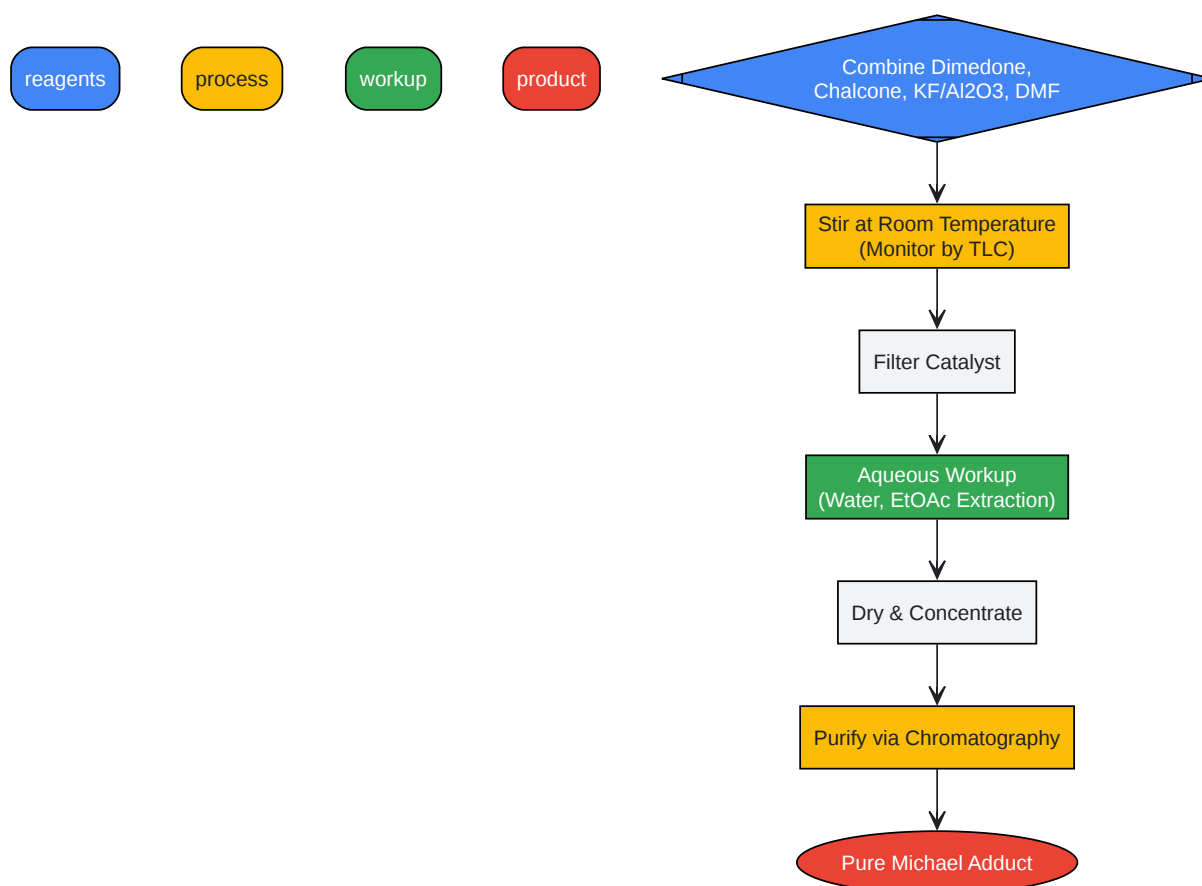 reagents
process
workup
product
Combine Dimedone,
Chalcone, KF/Al2O3, DMF
Stir at Room Temperature
(Monitor by TLC)
Filter Catalyst
Aqueous Workup
(Water, EtOAc Extraction)
Dry & Concentrate
Purify via Chromatography
Pure Michael Adduct